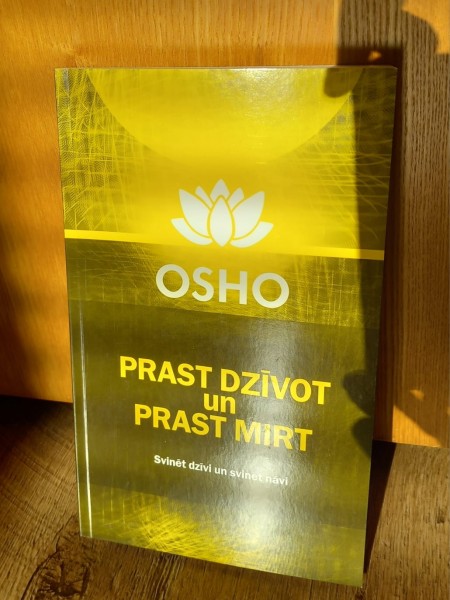 OSHO
PRAST DZĪVOT
un
PRAST MIRT
Svinēt dzīvi un svinēt nāvi